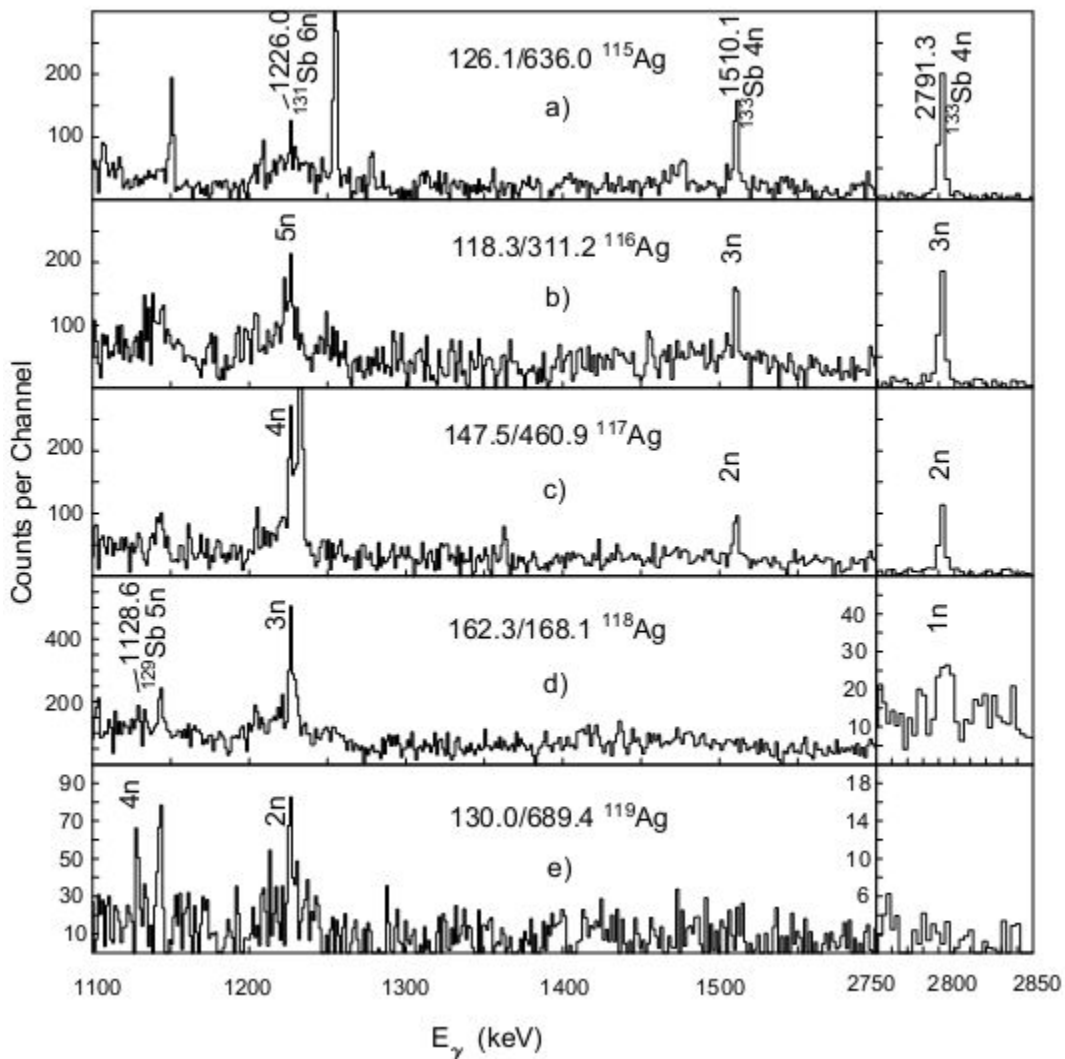 Counts per Channel
200
100
1226.0
¹³¹Sb 6n
126.1/636.0 ¹¹⁵Ag
a)
1510.1
¹³³Sb 4n
2791.3
¹³³Sb 4n
200
100
5n
118.3/311.2 ¹¹⁶Ag
b)
3n
3n
200
100
4n
147.5/460.9 ¹¹⁷Ag
c)
2n
2n
400
200
1128.6
¹²⁹Sb 5n
3n
162.3/168.1 ¹¹⁸Ag
d)
40
30
20
10
1n
90
70
50
30
10
4n
2n
130.0/689.4 ¹¹⁹Ag
e)
18
14
10
6
1100 1200 1300 1400 1500 2750 2800 2850
E_γ (keV)